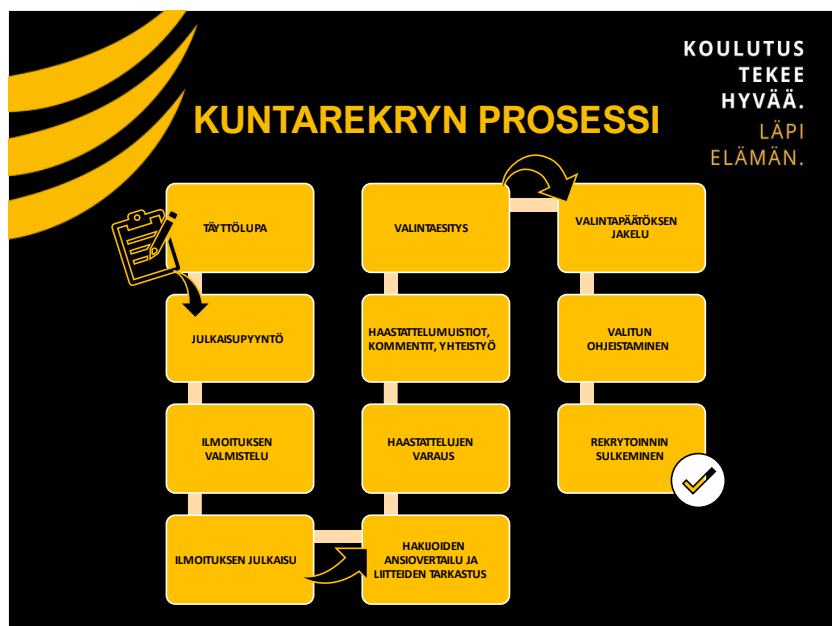 KOULUTUS
TEKEE
HYVÄÄ.
LÄPI
ELÄMÄN.
KUNTAREKRYN PROSESSI
TÄYTTÖLUPA
JULKAISUPYYNTÖ
ILMOITUKSEN
VALMISTELU
ILMOITUKSEN JULKAISU
HAKIJOIDEN
ANSIOVERTAILU JA
LIITTEIDEN TARKASTUS
HAASTATTELUJEN
VARAUS
HAASTATTELUMUISTIOT,
KOMMENTIT, YHTEISTYÖ
VALINTAESITYS
VALINTAPÄÄTÖKSEN
JAKELU
VALITUN
OHJEISTAMINEN
REKRYTOINNIN
SULKEMINEN